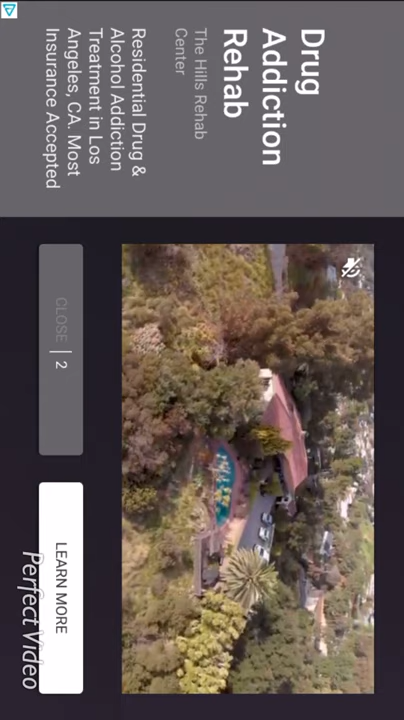 Drug
Addiction
Rehab
The Hills Rehab
Center
Residential Drug &
Alcohol Addiction
Treatment in Los
Angeles, CA. Most
Insurance Accepted
CLOSE | 2
LEARN MORE
Perfect Video